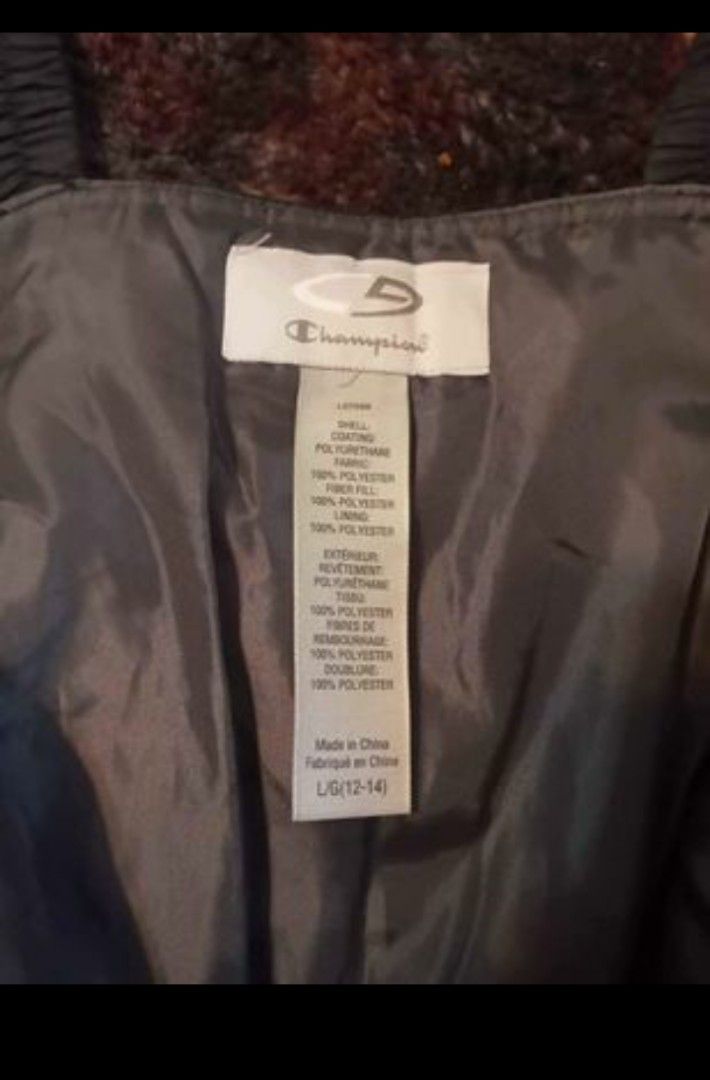 Champion
SHELL:
COATING:
POLYURETHANE
FABRIC:
100% POLYESTER
FIBER FILL:
100% POLYESTER
LINING:
100% POLYESTER
EXTÉRIEUR:
REVÊTEMENT:
POLYURÉTHANE
TISSU:
100% POLYESTER
FIBRES DE
REMBOURRAGE:
100% POLYESTER
DOUBLURE:
100% POLYESTER
Made in China
Fabriqué en Chine
L/G(12-14)